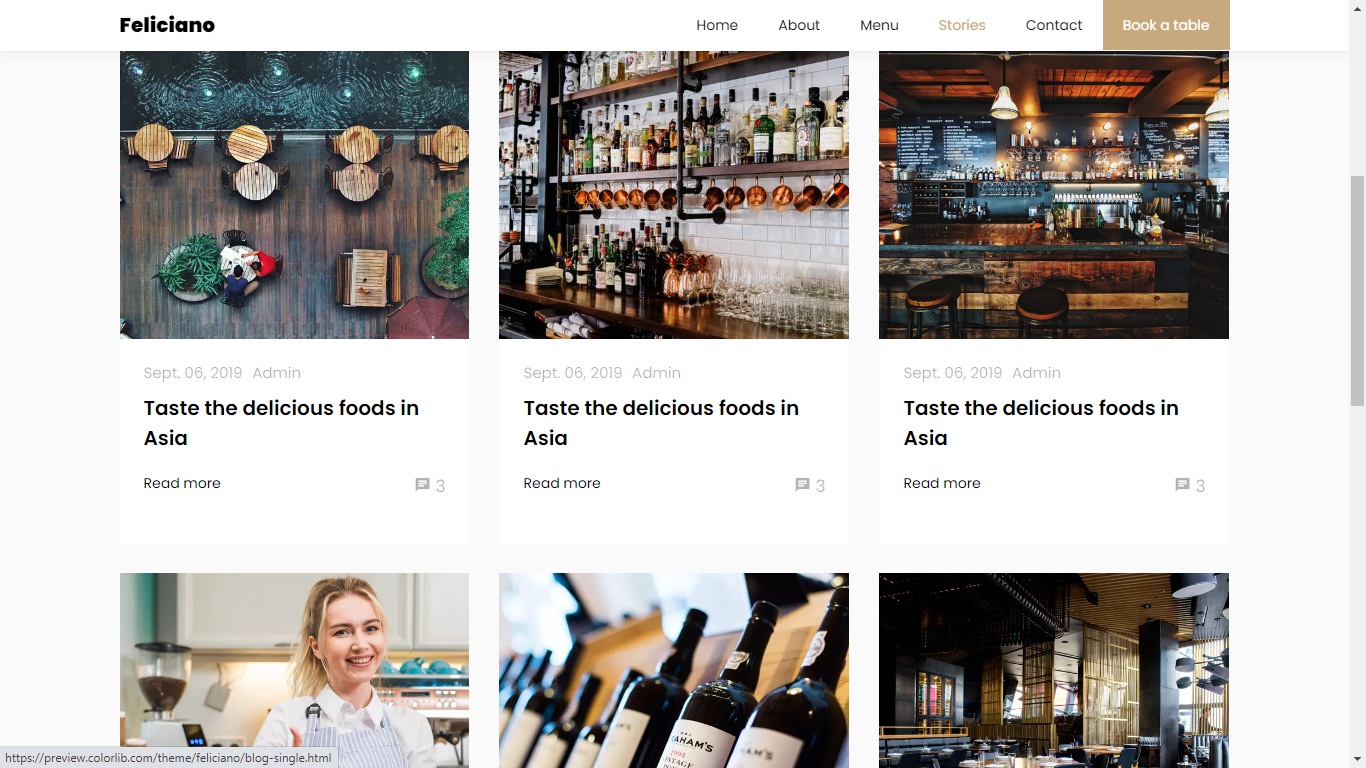 Feliciano
Home About Menu Stories Contact Book a table
Sept. 06, 2019 Admin
Taste the delicious foods in
Asia
Read more
3
Sept. 06, 2019 Admin
Taste the delicious foods in
Asia
Read more
3
Sept. 06, 2019 Admin
Taste the delicious foods in
Asia
Read more
3
AHAM'S
1994
https://preview.colorlib.com/theme/feliciano/blog-single.html